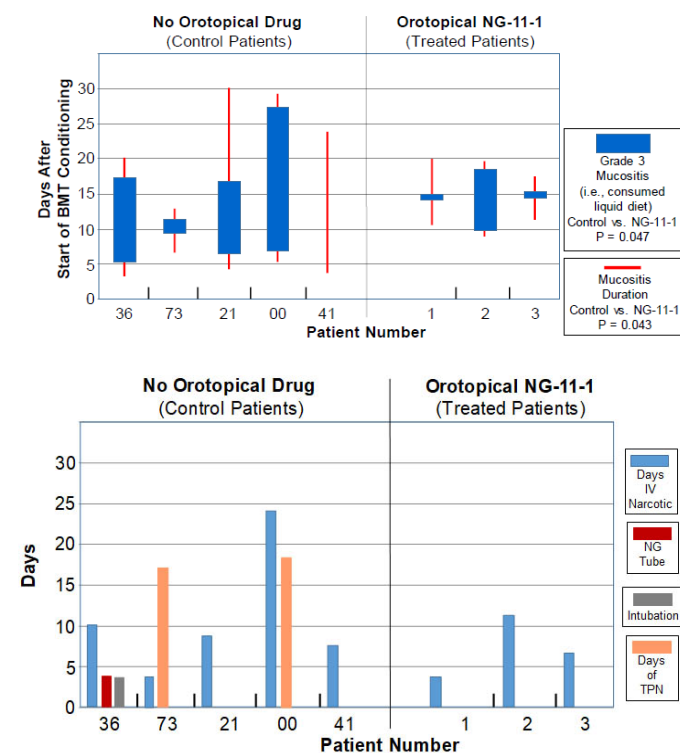 No Orotopical Drug
(Control Patients)
Orotopical NG-11-1
(Treated Patients)
Days After
Start of BMT Conditioning
30
25
20
15
10
5
0
36 73 21 00 41 1 2 3
Patient Number
Grade 3
Mucositis
(i.e., consumed
liquid diet)
Control vs. NG-11-1
P = 0.047
Mucositis
Duration
Control vs. NG-11-1
P = 0.043
No Orotopical Drug
(Control Patients)
Orotopical NG-11-1
(Treated Patients)
Days
30
25
20
15
10
5
0
36 73 21 00 41 1 2 3
Patient Number
Days
IV
Narcotic
NG
Tube
Intubation
Days
of
TPN